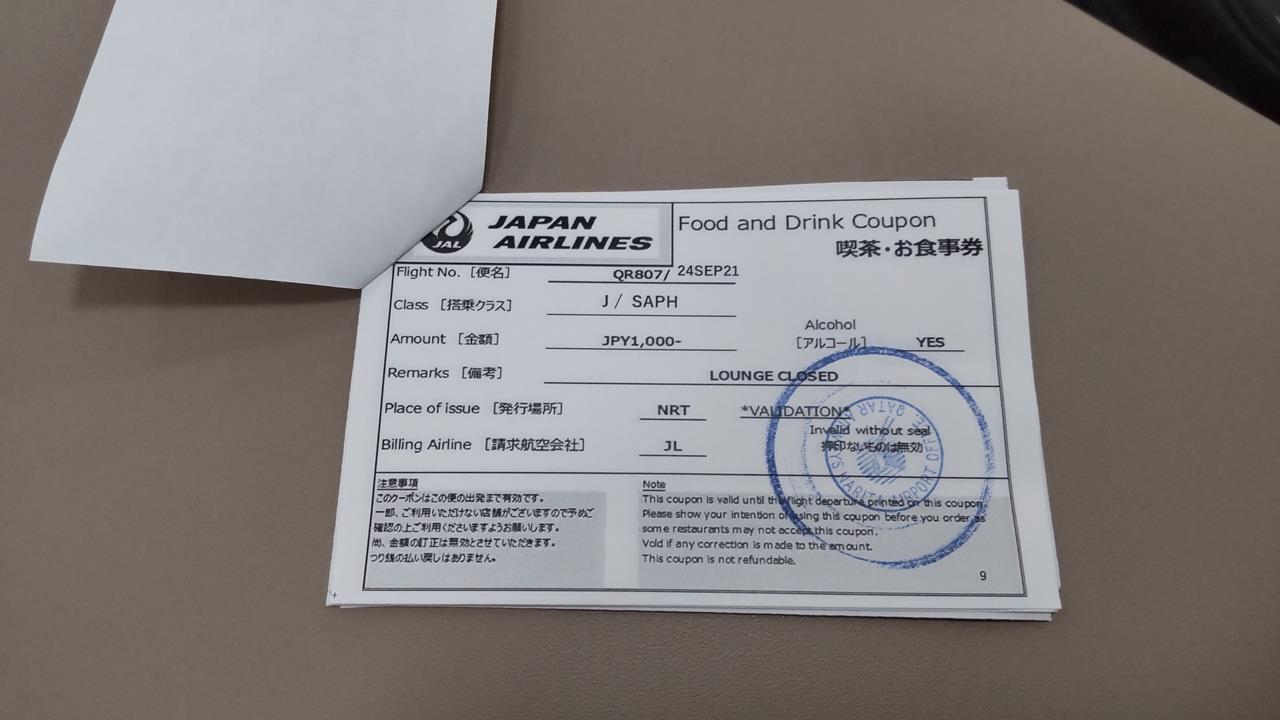 JAL JAPAN AIRLINES
Food and Drink Coupon
喫茶・お食事券
Flight No. [便名] QR807/ 24SEP21
Class [搭乗クラス] J / SAPH
Amount [金額] JPY1,000-
Alcohol
[アルコール] YES
Remarks [備考] LOUNGE CLOSED
Place of issue [発行場所] NRT
*VALIDATION*
Invalid without seal
押印ないものは無効
Billing Airline [請求航空会社] JL
QATAR
NARITA AIRPORT OFFICE
注意事項
このクーポンはこの便の出発まで有効です。
一部、ご利用いただけない店舗がございますので予めご
確認の上ご利用くださいますようお願いします。
尚、金額の訂正は無効とさせていただきます。
つり銭の払い戻しはありません。
Note
This coupon is valid until the flight departure printed on this coupon.
Please show your intention of using this coupon before you order as
some restaurants may not accept this coupon.
Void if any correction is made to the amount.
This coupon is not refundable.
9